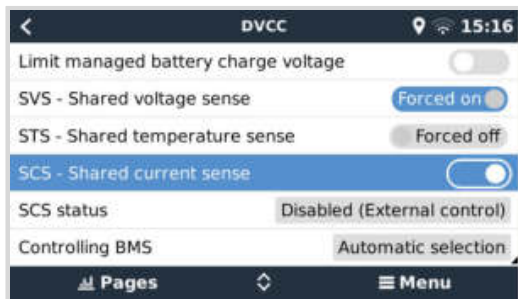 DVCC 15:16
Limit managed battery charge voltage
SVS - Shared voltage sense Forced on
STS - Shared temperature sense Forced off
SCS - Shared current sense
SCS status Disabled (External control)
Controlling BMS Automatic selection
Pages Menu